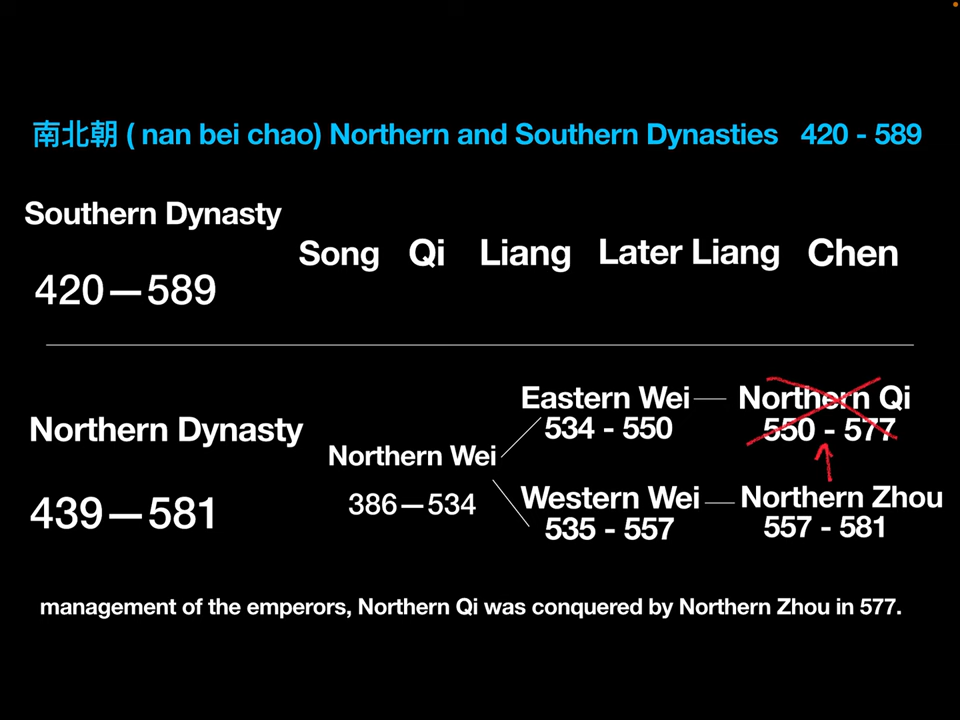 南北朝 ( nan bei chao) Northern and Southern Dynasties 420 - 589
Southern Dynasty
Song Qi Liang Later Liang Chen
420—589
Eastern Wei
534 - 550
Northern Qi
550 - 577
Northern Dynasty
Northern Wei
439—581
386—534
Western Wei
535 - 557
Northern Zhou
557 - 581
management of the emperors, Northern Qi was conquered by Northern Zhou in 577.